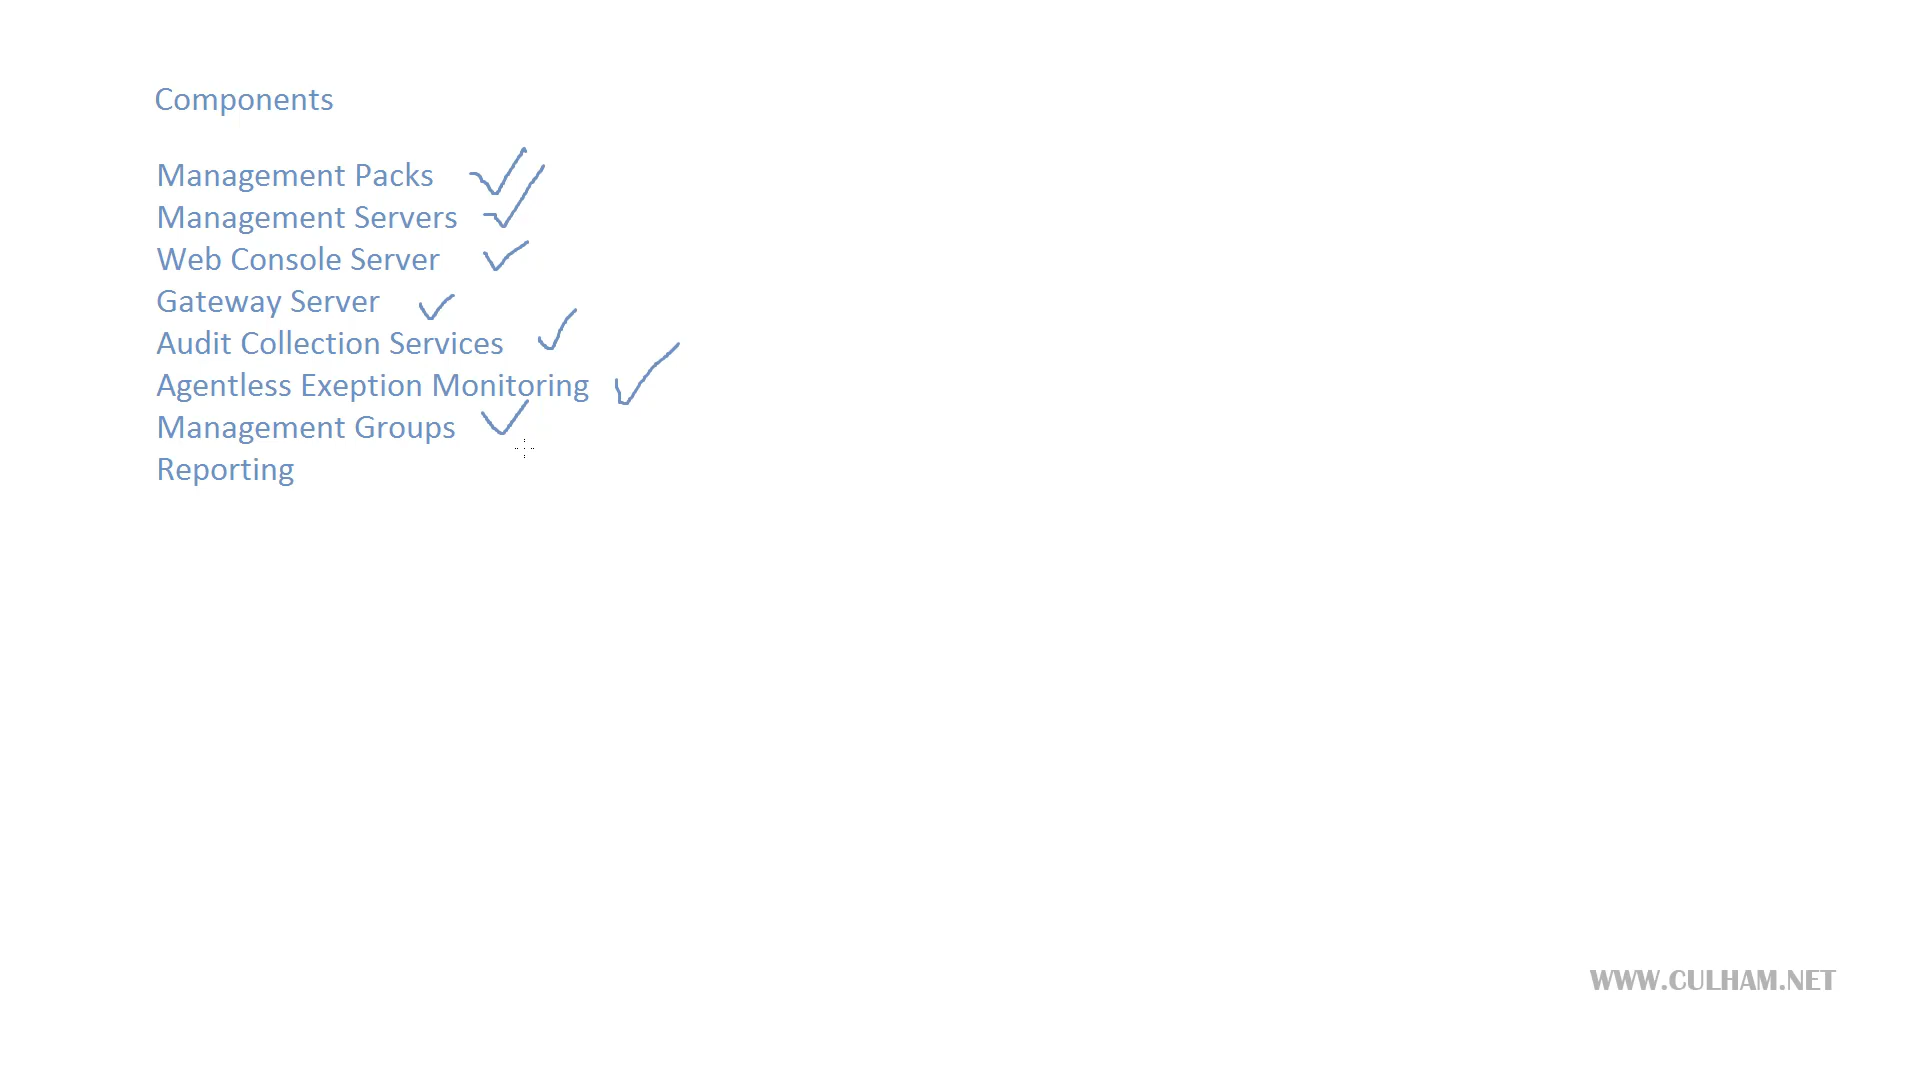 Components
Management Packs
Management Servers
Web Console Server
Gateway Server
Audit Collection Services
Agentless Exeption Monitoring
Management Groups
Reporting
WWW.CULHAM.NET